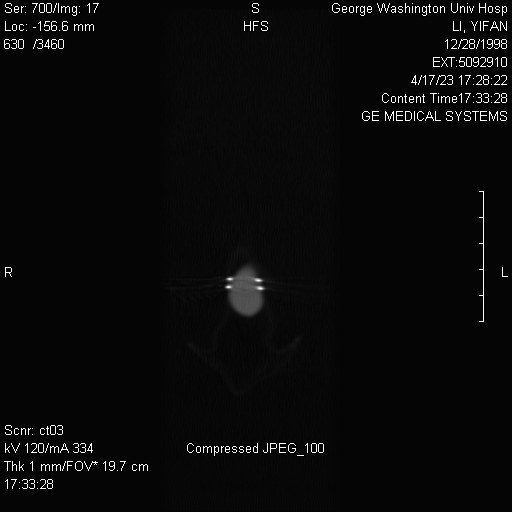 Ser: 700/Img: 17
Loc: -156.6 mm
630 /3460
S
HFS
George Washington Univ Hosp
LI, YIFAN
12/28/1998
EXT:5092910
4/17/23 17:28:22
Content Time17:33:28
GE MEDICAL SYSTEMS
R
L
Scnr: ct03
kV 120/mA 334
Thk 1 mm/FOV* 19.7 cm
17:33:28
Compressed JPEG_100